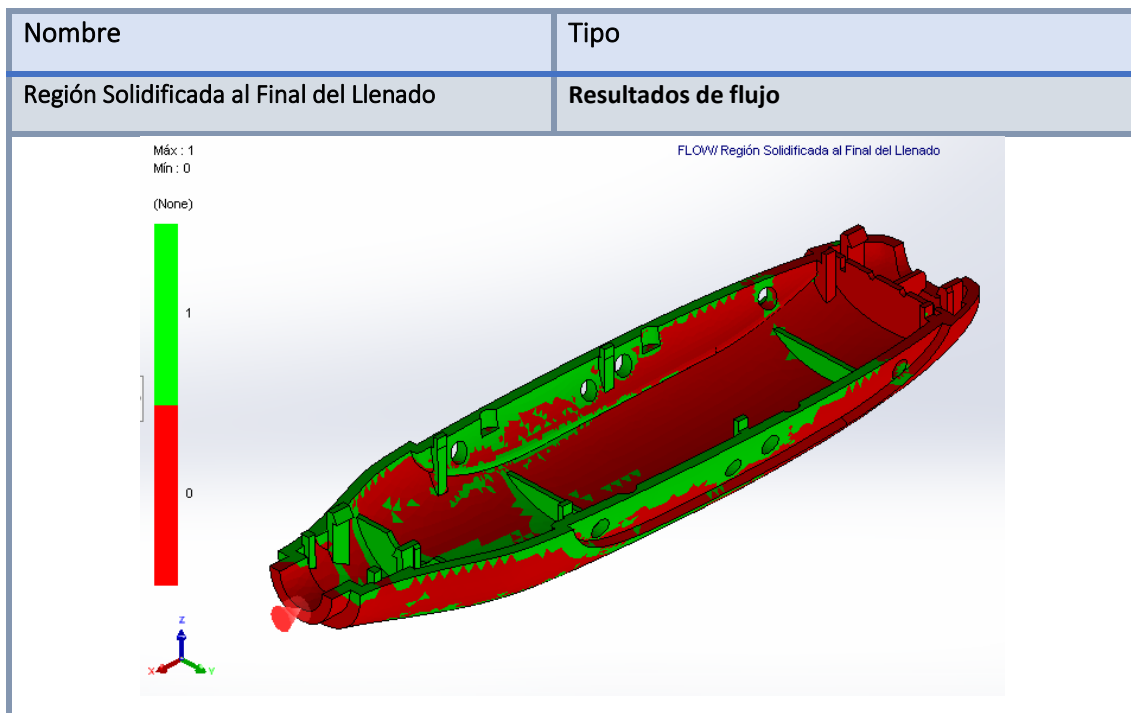 Nombre
Tipo
Región Solidificada al Final del Llenado
Resultados de flujo
Máx : 1
Mín : 0
FLOW/ Región Solidificada al Final del Llenado
(None)
1
0
Z
X
Y